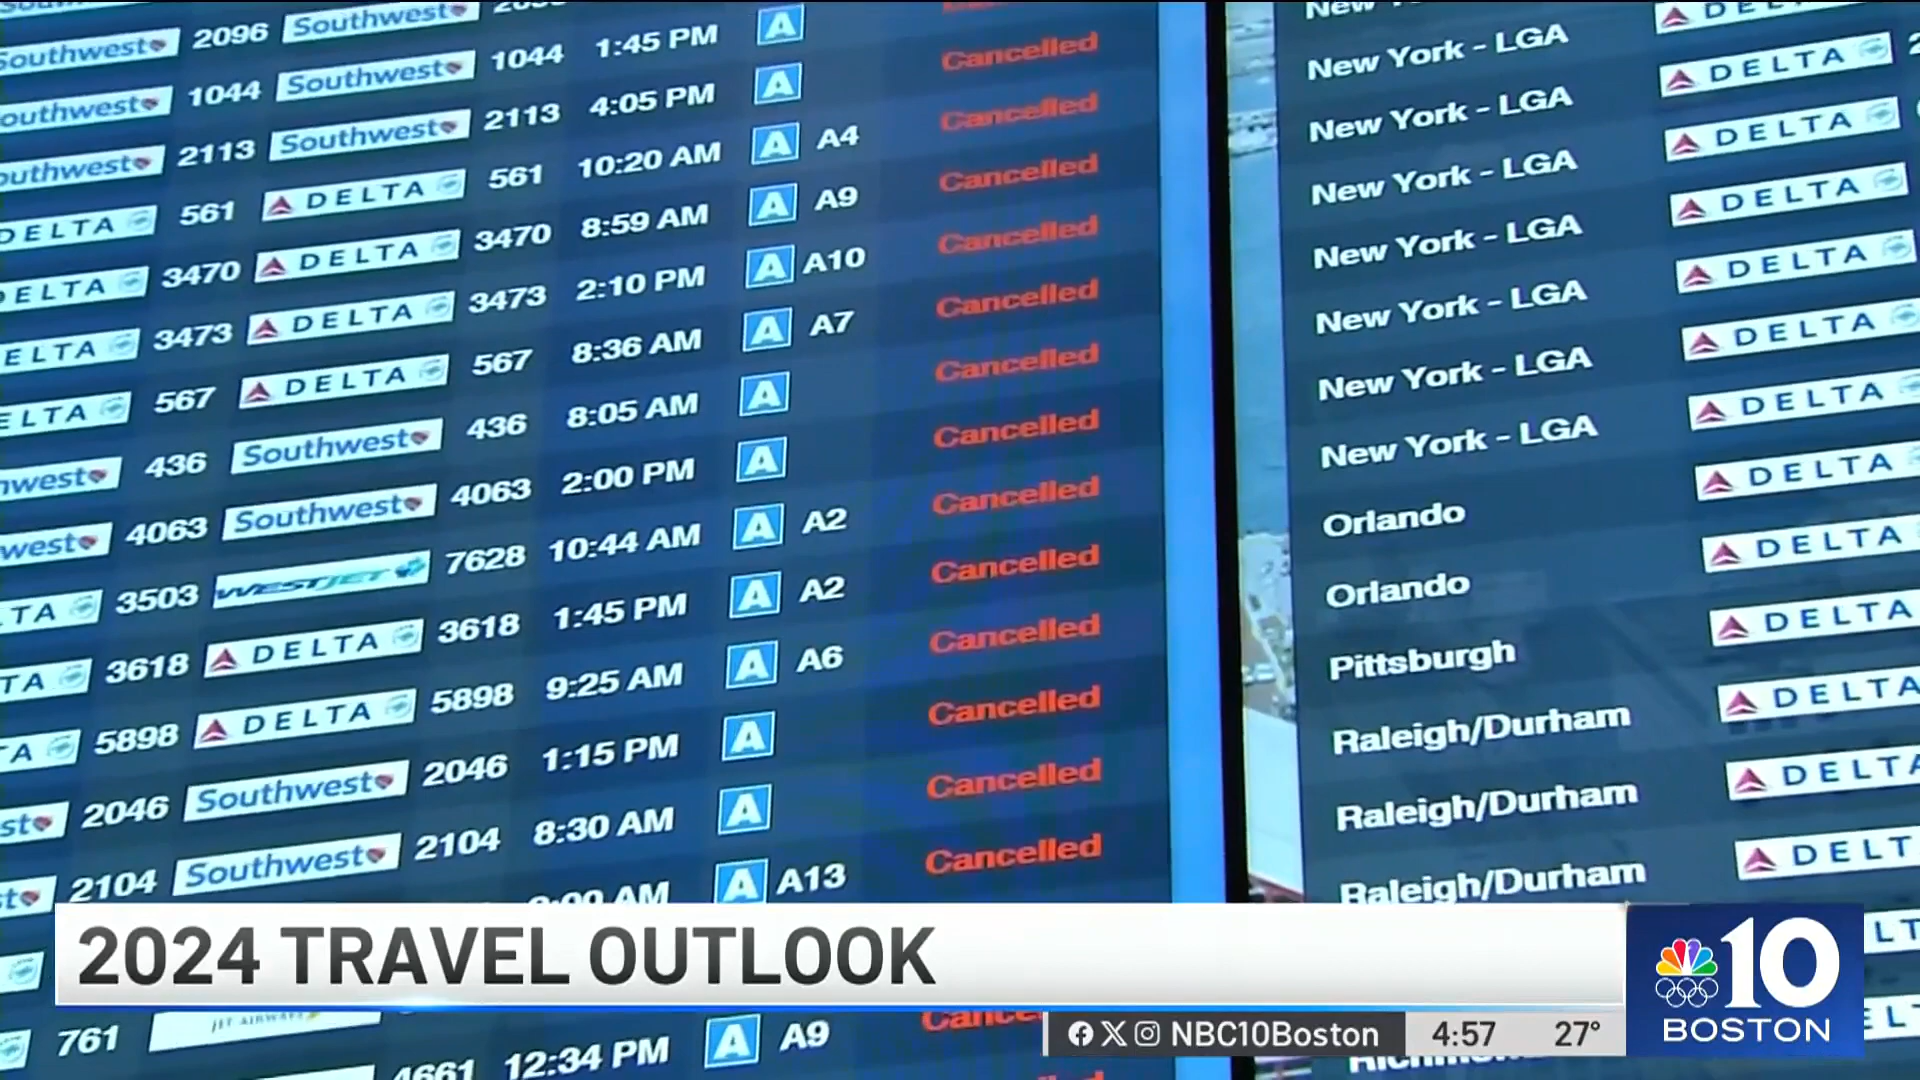 Southwest 2096 Southwest
Southwest 1044 Southwest 1044 1:45 PM A
Southwest 2113 Southwest 2113 4:05 PM A Cancelled
DELTA 561 DELTA 561 10:20 AM A A4 Cancelled
DELTA 3470 DELTA 3470 8:59 AM A A9 Cancelled
DELTA 3473 DELTA 3473 2:10 PM A A10 Cancelled
DELTA 567 DELTA 567 8:36 AM A A7 Cancelled
Southwest 436 Southwest 436 8:05 AM A Cancelled
Southwest 4063 Southwest 4063 2:00 PM A Cancelled
DELTA 3503 WESTJET 7628 10:44 AM A A2 Cancelled
DELTA 3618 DELTA 3618 1:45 PM A A2 Cancelled
DELTA 5898 DELTA 5898 9:25 AM A A6 Cancelled
Southwest 2046 Southwest 2046 1:15 PM A Cancelled
Southwest 2104 Southwest 2104 8:30 AM A Cancelled
AM A A13 Cancelled
761 JET AIRWAYS
4661 12:34 PM A A9 Cancelled
New York - LGA DELTA
New York - LGA DELTA
New York - LGA DELTA
New York - LGA DELTA
New York - LGA DELTA
New York - LGA DELTA
New York - LGA DELTA
Orlando DELTA
Orlando DELTA
Pittsburgh DELTA
Raleigh/Durham DELTA
Raleigh/Durham DELTA
Raleigh/Durham DELTA
2024 TRAVEL OUTLOOK
NBC10Boston 4:57 27°
10
BOSTON